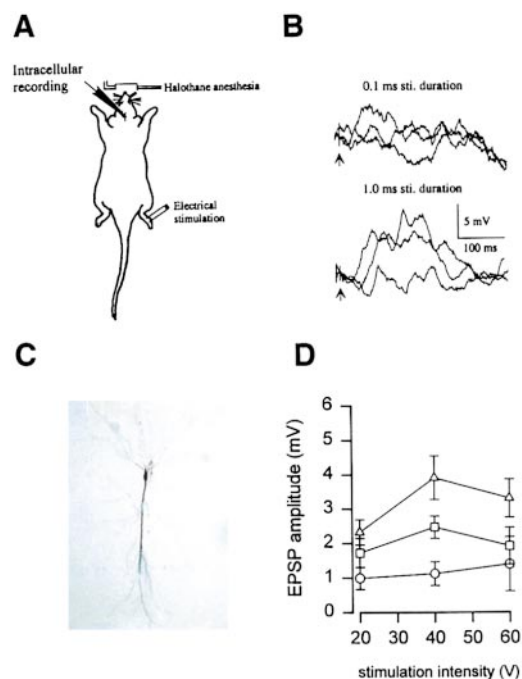 A
Intracellular
recording
Halothane anesthesia
Electrical
stimulation
B
0.1 ms sti. duration
1.0 ms sti. duration
5 mV
100 ms
C
D
EPSP amplitude (mV)
6
5
4
3
2
1
0
20 30 40 50 60
stimulation intensity (V)